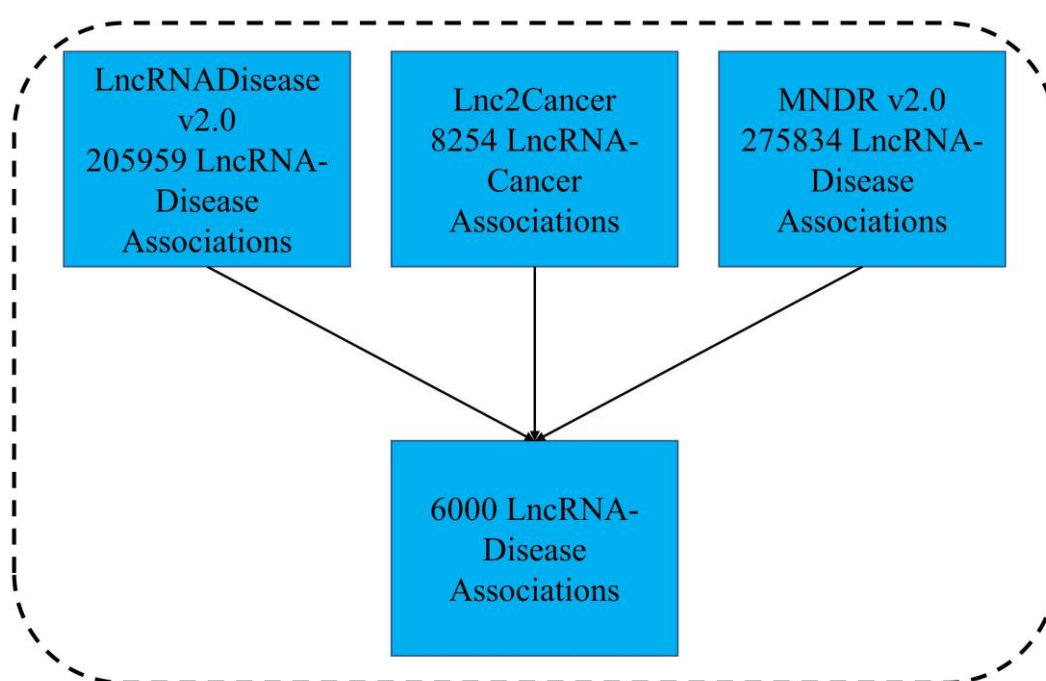 LncRNADisease
v2.0
205959 LncRNA-
Disease
Associations
Lnc2Cancer
8254 LncRNA-
Cancer
Associations
MNDR v2.0
275834 LncRNA-
Disease
Associations
6000 LncRNA-
Disease
Associations